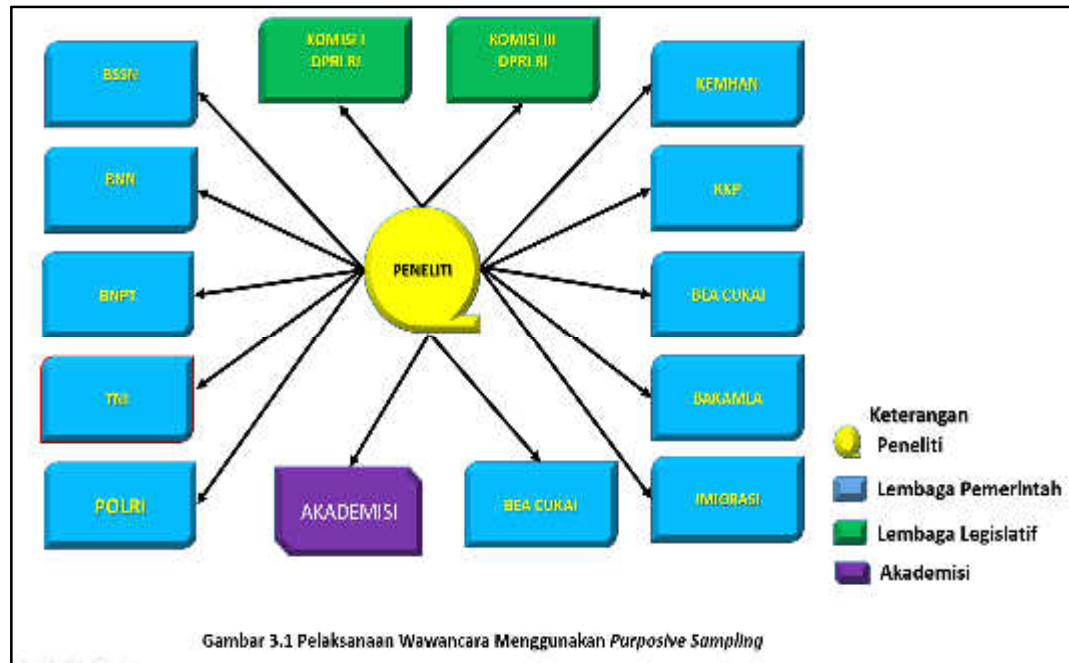 BSSN
KOMISI I
DPRI RI
KOMISI III
DPRI RI
KEMHAN
BNN
KKP
PENELITI
BNPT
BEA CUKAI
TNI
BAKAMLA
POLRI
AKADEMISI
BEA CUKAI
IMIGRASI
Keterangan
Peneliti
Lembaga Pemerintah
Lembaga Legislatif
Akademisi
Gambar 3.1 Pelaksanaan Wawancara Menggunakan Purposive Sampling